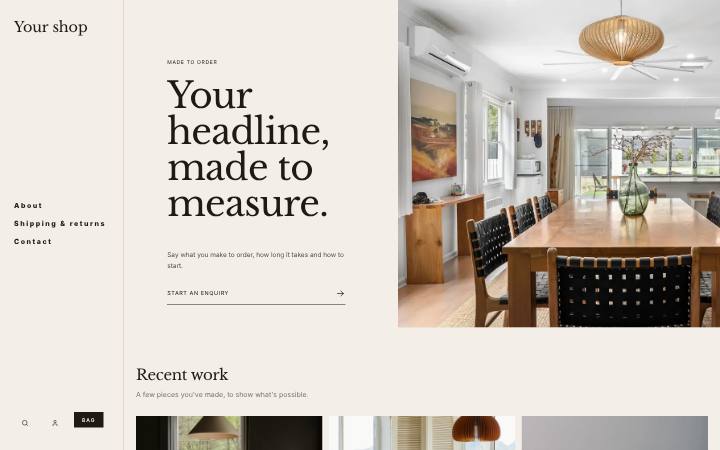 Your shop
About
Shipping & returns
Contact
BAG
MADE TO ORDER
Your
headline,
made to
measure.
Say what you make to order, how long it takes and how to
start.
START AN ENQUIRY
Recent work
A few pieces you've made, to show what's possible.